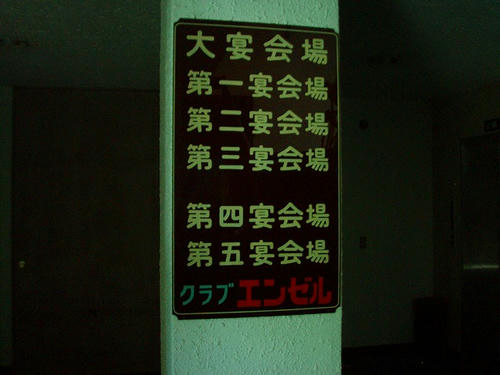 大宴会場
第一宴会場
第二宴会場
第三宴会場
第四宴会場
第五宴会場
クラブ エンゼル